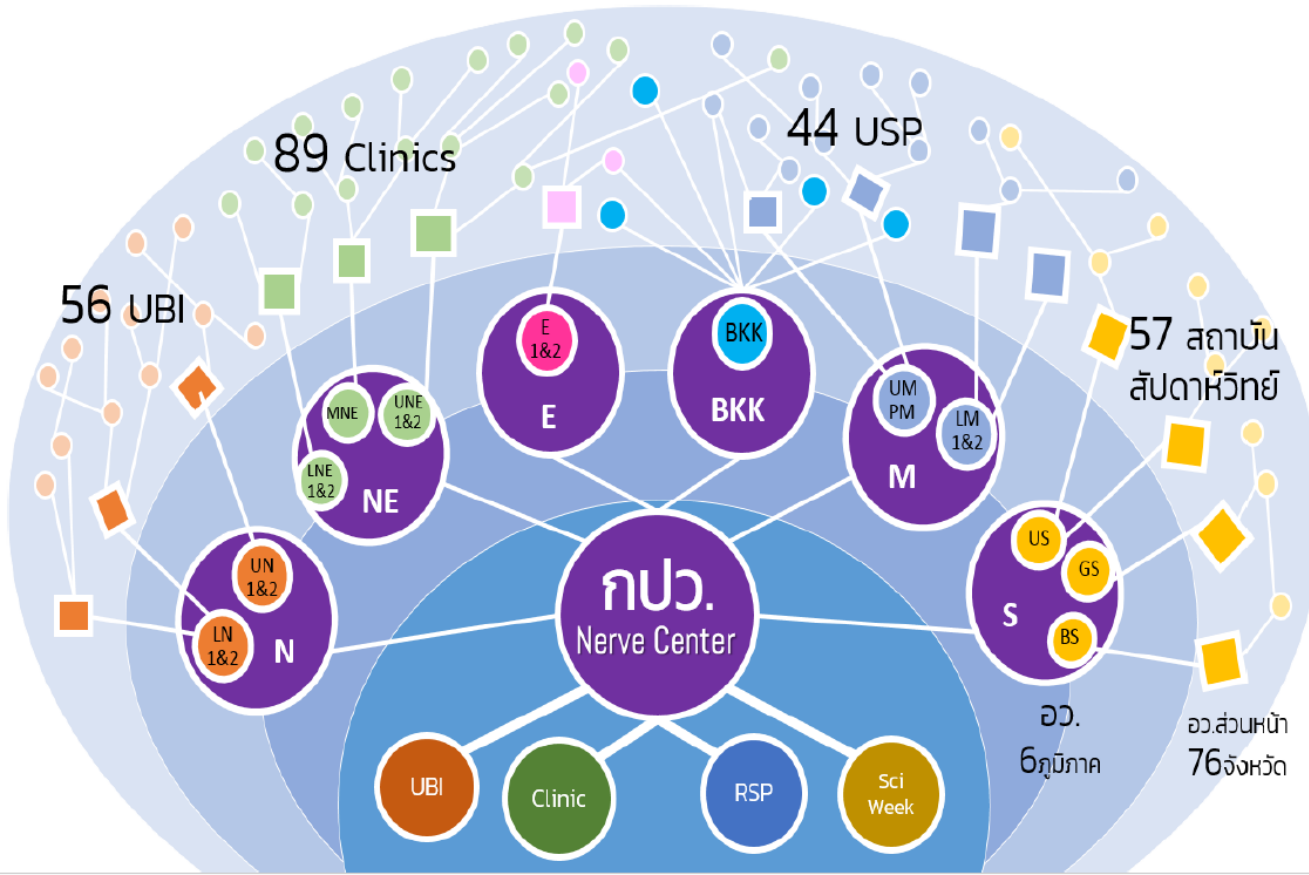 89 Clinics
44 USP
56 UBI
57 สถาบัน
สัปดาห์วิทย์
E
1&2
E
BKK
BKK
MNE
UNE
1&2
LNE
1&2
NE
UM
PM
LM
1&2
M
UN
1&2
LN
1&2
N
US
GS
BS
S
กปว.
Nerve Center
อว.
6ภูมิภาค
อว.ส่วนหน้า
76จังหวัด
UBI
Clinic
RSP
Sci
Week